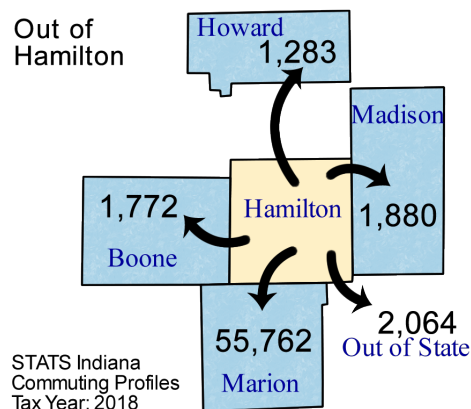 Out of
Hamilton
Howard
1,283
Madison
1,772
Hamilton
1,880
Boone
55,762
2,064
Out of State
Marion
STATS Indiana
Commuting Profiles
Tax Year: 2018